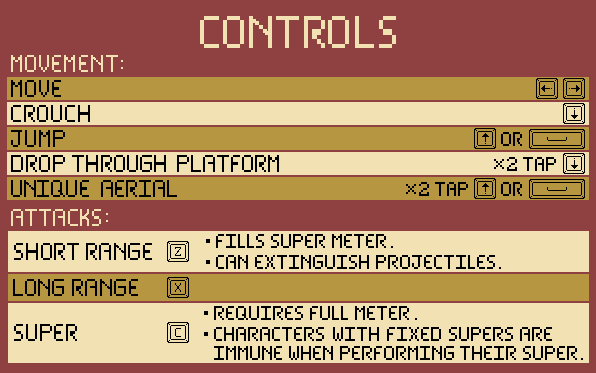 CONTROLS
MOVEMENT:
MOVE ← →
CROUCH ↓
JUMP ↑ OR
DROP THROUGH PLATFORM ×2 TAP ↓
UNIQUE AERIAL ×2 TAP ↑ OR
ATTACKS:
SHORT RANGE Z • FILLS SUPER METER.
• CAN EXTINGUISH PROJECTILES.
LONG RANGE X
• REQUIRES FULL METER.
SUPER C • CHARACTERS WITH FIXED SUPERS ARE
IMMUNE WHEN PERFORMING THEIR SUPER.